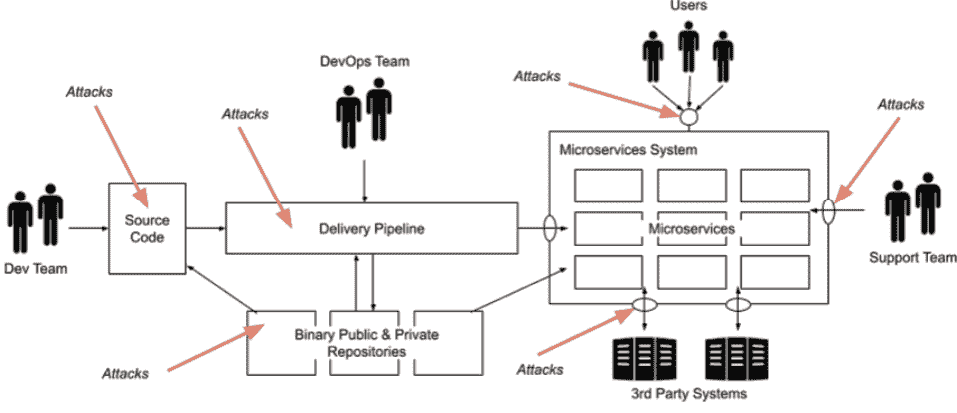 Users
DevOps Team
Attacks
Attacks
Attacks
Attacks
Microservices System
Source
Code
Delivery Pipeline
Microservices
Dev Team
Support Team
Binary Public & Private
Repositories
Attacks
Attacks
3rd Party Systems